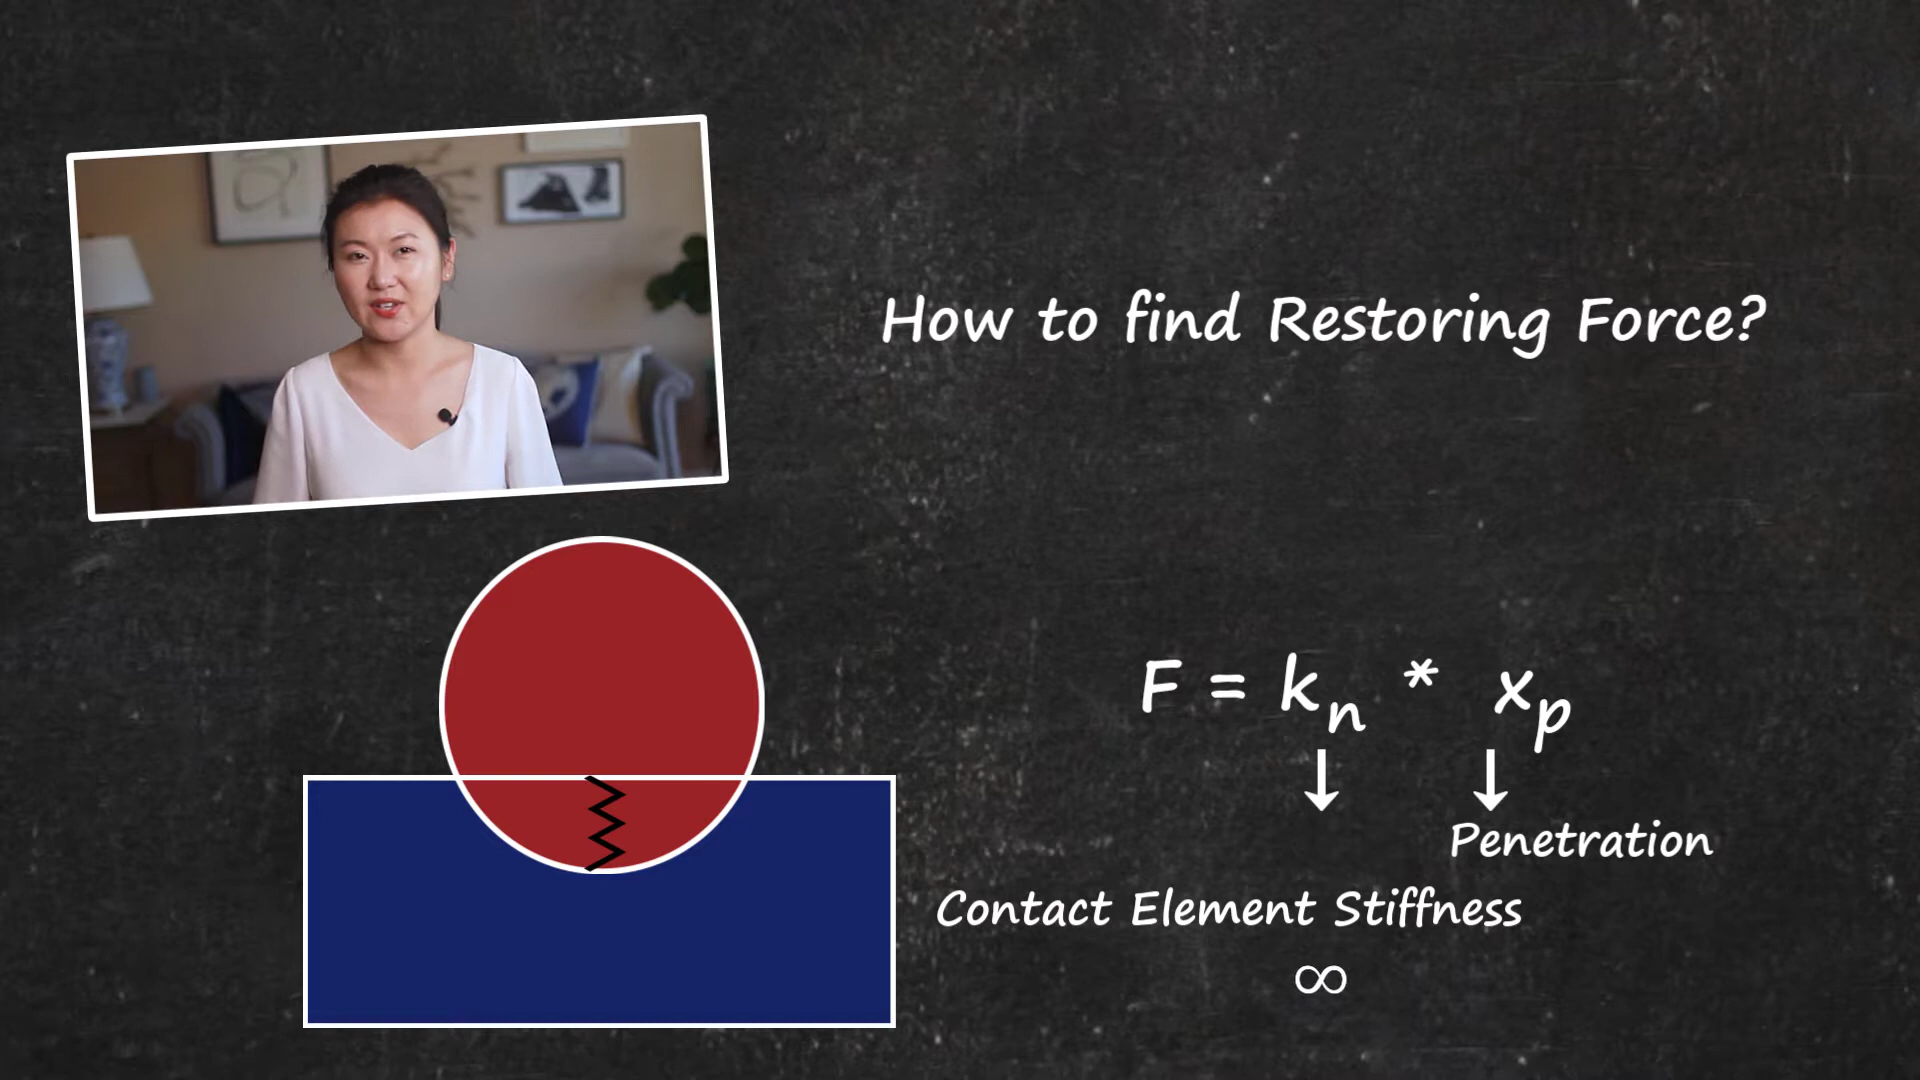 How to find Restoring Force?
F = kn * xp
↓ ↓
Penetration
Contact Element Stiffness
∞